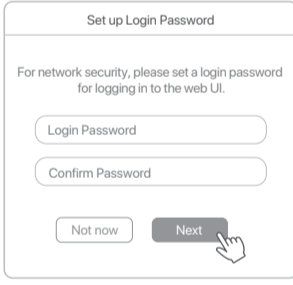 Set up Login Password
For network security, please set a login password
for logging in to the web UI.
Login Password
Confirm Password
Not now
Next